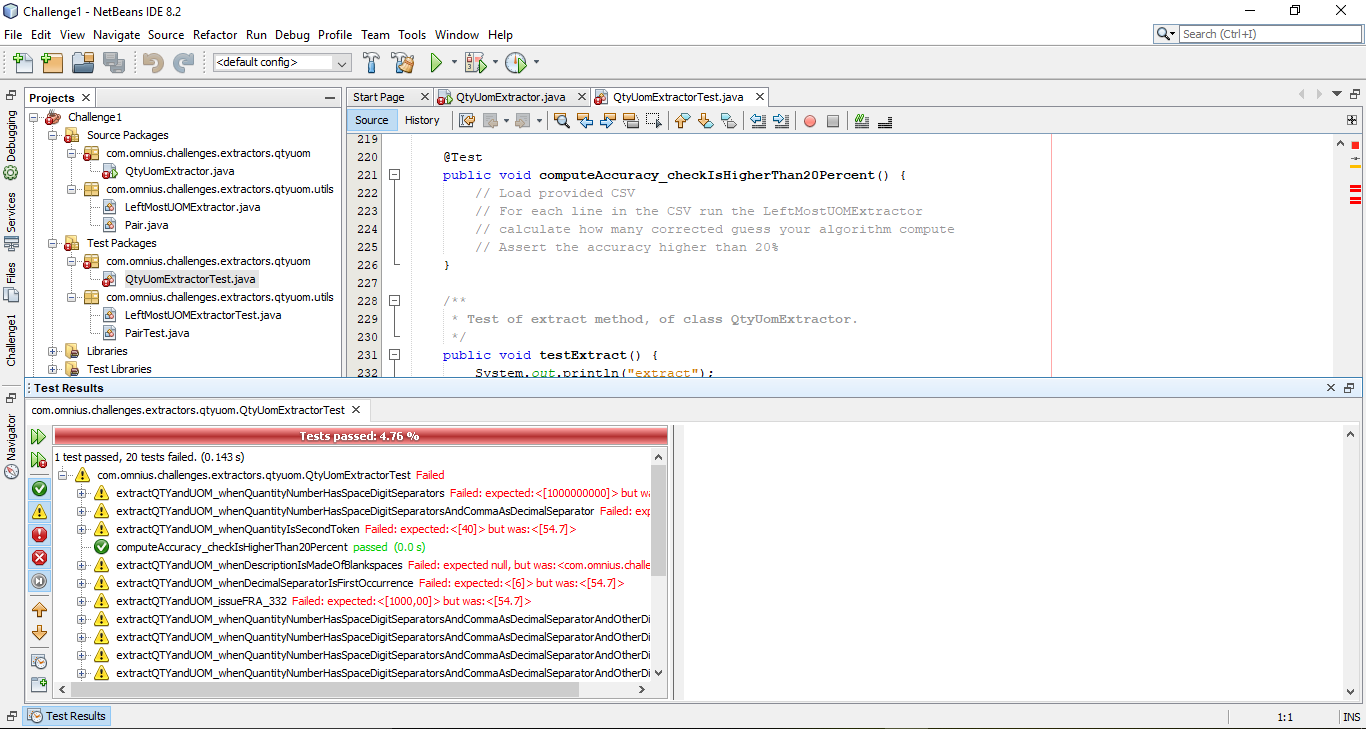 Challenge1 - NetBeans IDE 8.2
File Edit View Navigate Source Refactor Run Debug Profile Team Tools Window Help
Search (Ctrl+I)
<default config>
Debugging
Services
Files
Challenge1
Navigator
Projects
Challenge1
Source Packages
com.omnius.challenges.extractors.qtyuom
QtyUomExtractor.java
com.omnius.challenges.extractors.qtyuom.utils
LeftMostUOMExtractor.java
Pair.java
Test Packages
com.omnius.challenges.extractors.qtyuom
QtyUomExtractorTest.java
com.omnius.challenges.extractors.qtyuom.utils
LeftMostUOMExtractorTest.java
PairTest.java
Libraries
Test Libraries
Start Page QtyUomExtractor.java QtyUomExtractorTest.java
Source History
219
220 @Test
221 public void computeAccuracy_checkIsHigherThan20Percent() {
222 // Load provided CSV
223 // For each line in the CSV run the LeftMostUOMExtractor
224 // calculate how many corrected guess your algorithm compute
225 // Assert the accuracy higher than 20%
226 }
227
228 /**
229 * Test of extract method, of class QtyUomExtractor.
230 */
231 public void testExtract() {
232 System.out.println("extract");
Test Results
com.omnius.challenges.extractors.qtyuom.QtyUomExtractorTest
Tests passed: 4.76 %
1 test passed, 20 tests failed. (0.143 s)
com.omnius.challenges.extractors.qtyuom.QtyUomExtractorTest Failed
extractQTYandUOM_whenQuantityNumberHasSpaceDigitSeparators Failed: expected:<[1000000000]> but wa
extractQTYandUOM_whenQuantityNumberHasSpaceDigitSeparatorsAndCommaAsDecimalSeparator Failed: exp
extractQTYandUOM_whenQuantityIsSecondToken Failed: expected:<[40]> but was:<[54.7]>
computeAccuracy_checkIsHigherThan20Percent passed (0.0 s)
extractQTYandUOM_whenDescriptionIsMadeOfBlankspaces Failed: expected null, but was:<com.omnius.challe
extractQTYandUOM_whenDecimalSeparatorIsFirstOccurrence Failed: expected:<[6]> but was:<[54.7]>
extractQTYandUOM_issueFRA_332 Failed: expected:<[1000,00]> but was:<[54.7]>
extractQTYandUOM_whenQuantityNumberHasSpaceDigitSeparatorsAndCommaAsDecimalSeparatorAndOtherDi
extractQTYandUOM_whenQuantityNumberHasSpaceDigitSeparatorsAndCommaAsDecimalSeparatorAndOtherDi
extractQTYandUOM_whenQuantityNumberHasSpaceDigitSeparatorsAndCommaAsDecimalSeparatorAndOtherDi
extractQTYandUOM_whenQuantityNumberHasSpaceDigitSeparatorsAndCommaAsDecimalSeparatorAndOtherDi
Test Results
1:1 INS